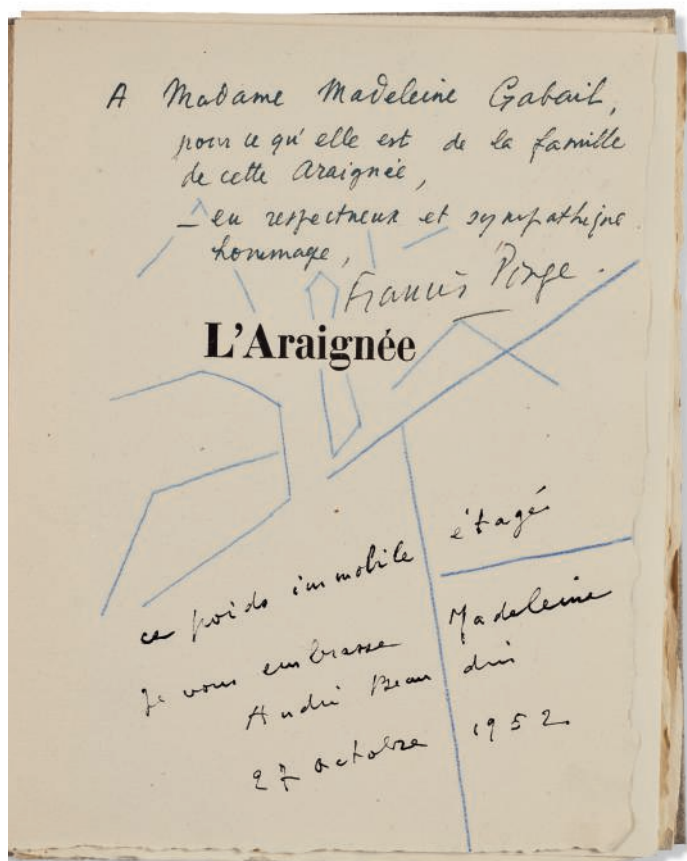 A Madame Madeleine Gabail,
pour ce qu'elle est de la famille
de cette Araignée,
— en respectueux et sympathique
hommage,
Francis Ponge.
L'Araignée
ce poids immobile étagé
Je vous embrasse Madeleine
André Beaudin
27 octobre 1952